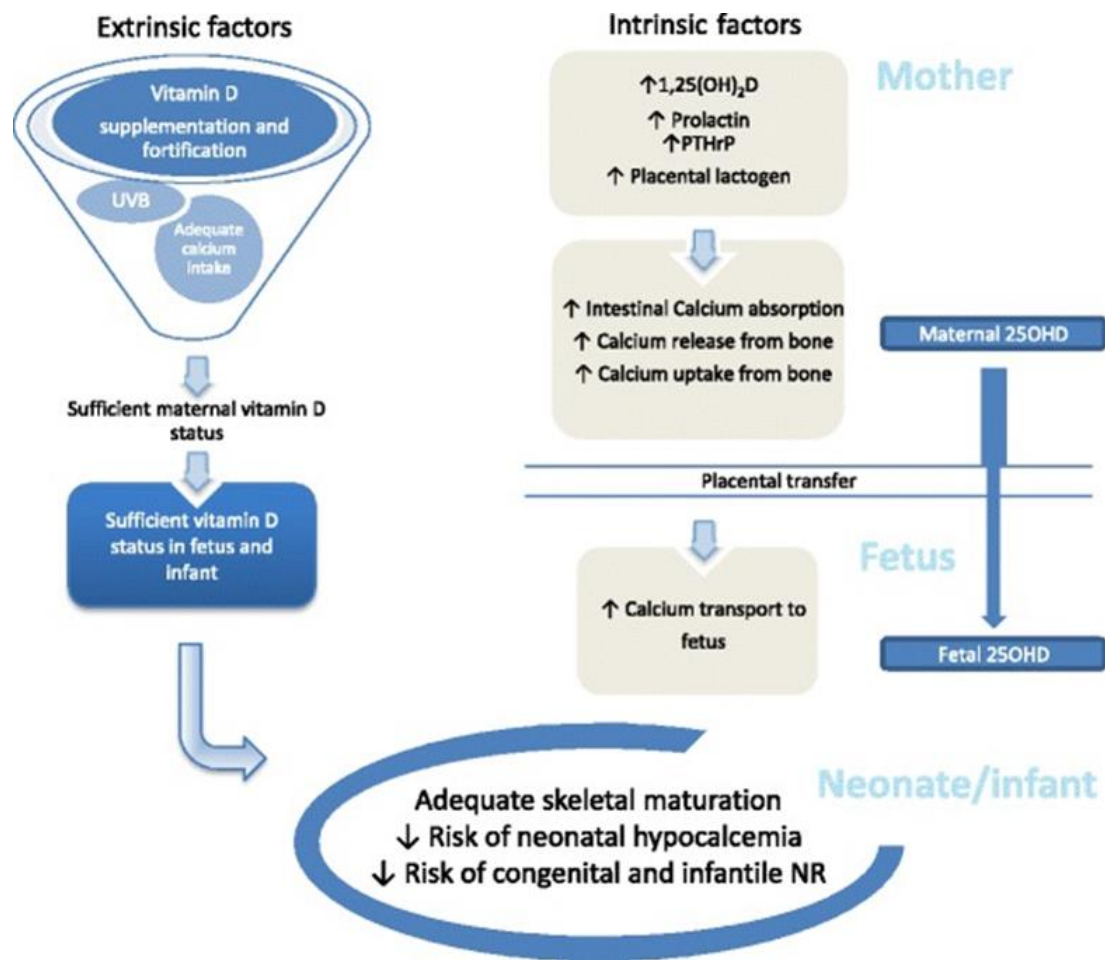 Extrinsic factors
Vitamin D
supplementation and
fortification
UVB
Adequate
calcium
intake
Sufficient maternal vitamin D
status
Sufficient vitamin D
status in fetus and
infant
Intrinsic factors
Mother
↑1,25(OH)₂D
↑ Prolactin
↑PTHrP
↑ Placental lactogen
↑ Intestinal Calcium absorption
↑ Calcium release from bone
↑ Calcium uptake from bone
Maternal 25OHD
Placental transfer
Fetus
↑ Calcium transport to
fetus
Fetal 25OHD
Neonate/infant
Adequate skeletal maturation
↓ Risk of neonatal hypocalcemia
↓ Risk of congenital and infantile NR